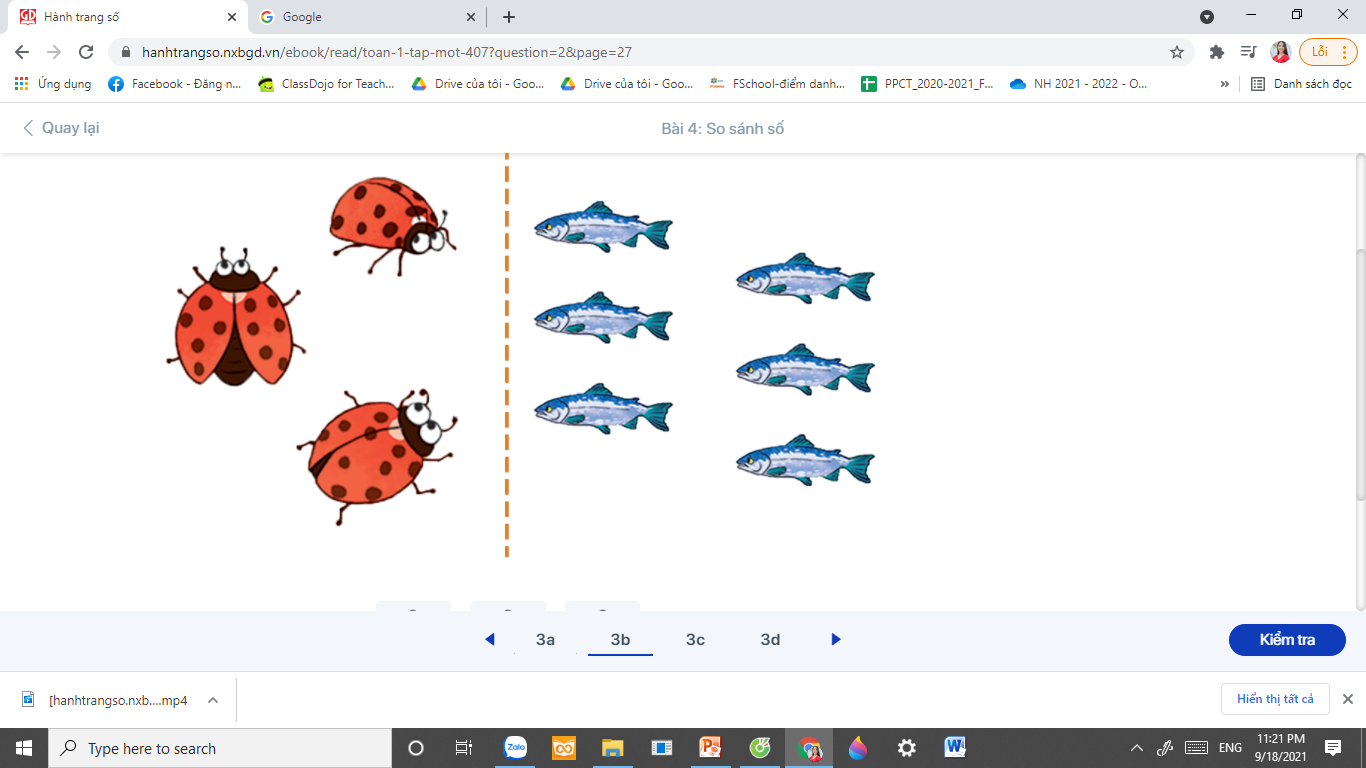 Hành trang số
Google
hanhtrangso.nxbgd.vn/ebook/read/toan-1-tap-mot-407?question=2&page=27
Lỗi
Ứng dụng
Facebook - Đăng n...
ClassDojo for Teach...
Drive của tôi - Goo...
Drive của tôi - Goo...
FSchool-điểm danh...
PPCT_2020-2021_F...
NH 2021 - 2022 - O...
»
Danh sách đọc
Quay lại
Bài 4: So sánh số
3a
3b
3c
3d
Kiểm tra
[hanhtrangso.nxb....mp4
Hiển thị tất cả
Type here to search
Zalo
ENG
11:21 PM
9/18/2021